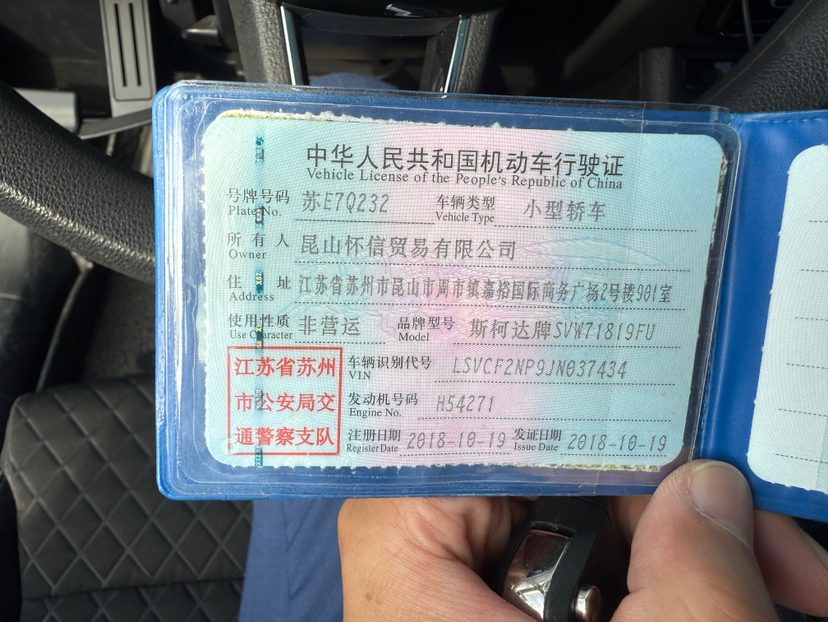 中华人民共和国机动车行驶证
Vehicle License of the People's Republic of China
号牌号码 苏E7Q232 车辆类型 小型轿车
Plate No. Vehicle Type
所有人 昆山怀信贸易有限公司
Owner
住址 江苏省苏州市昆山市周市镇嘉裕国际商务广场2号楼901室
Address
使用性质 非营运 品牌型号 斯柯达牌SVW71819FU
Use Character Model
江苏省苏州 车辆识别代号 LSVCF2NP9JN037434
VIN
市公安局交 发动机号码 H54271
Engine No.
通警察支队 注册日期 2018-10-19 发证日期 2018-10-19
Register Date Issue Date